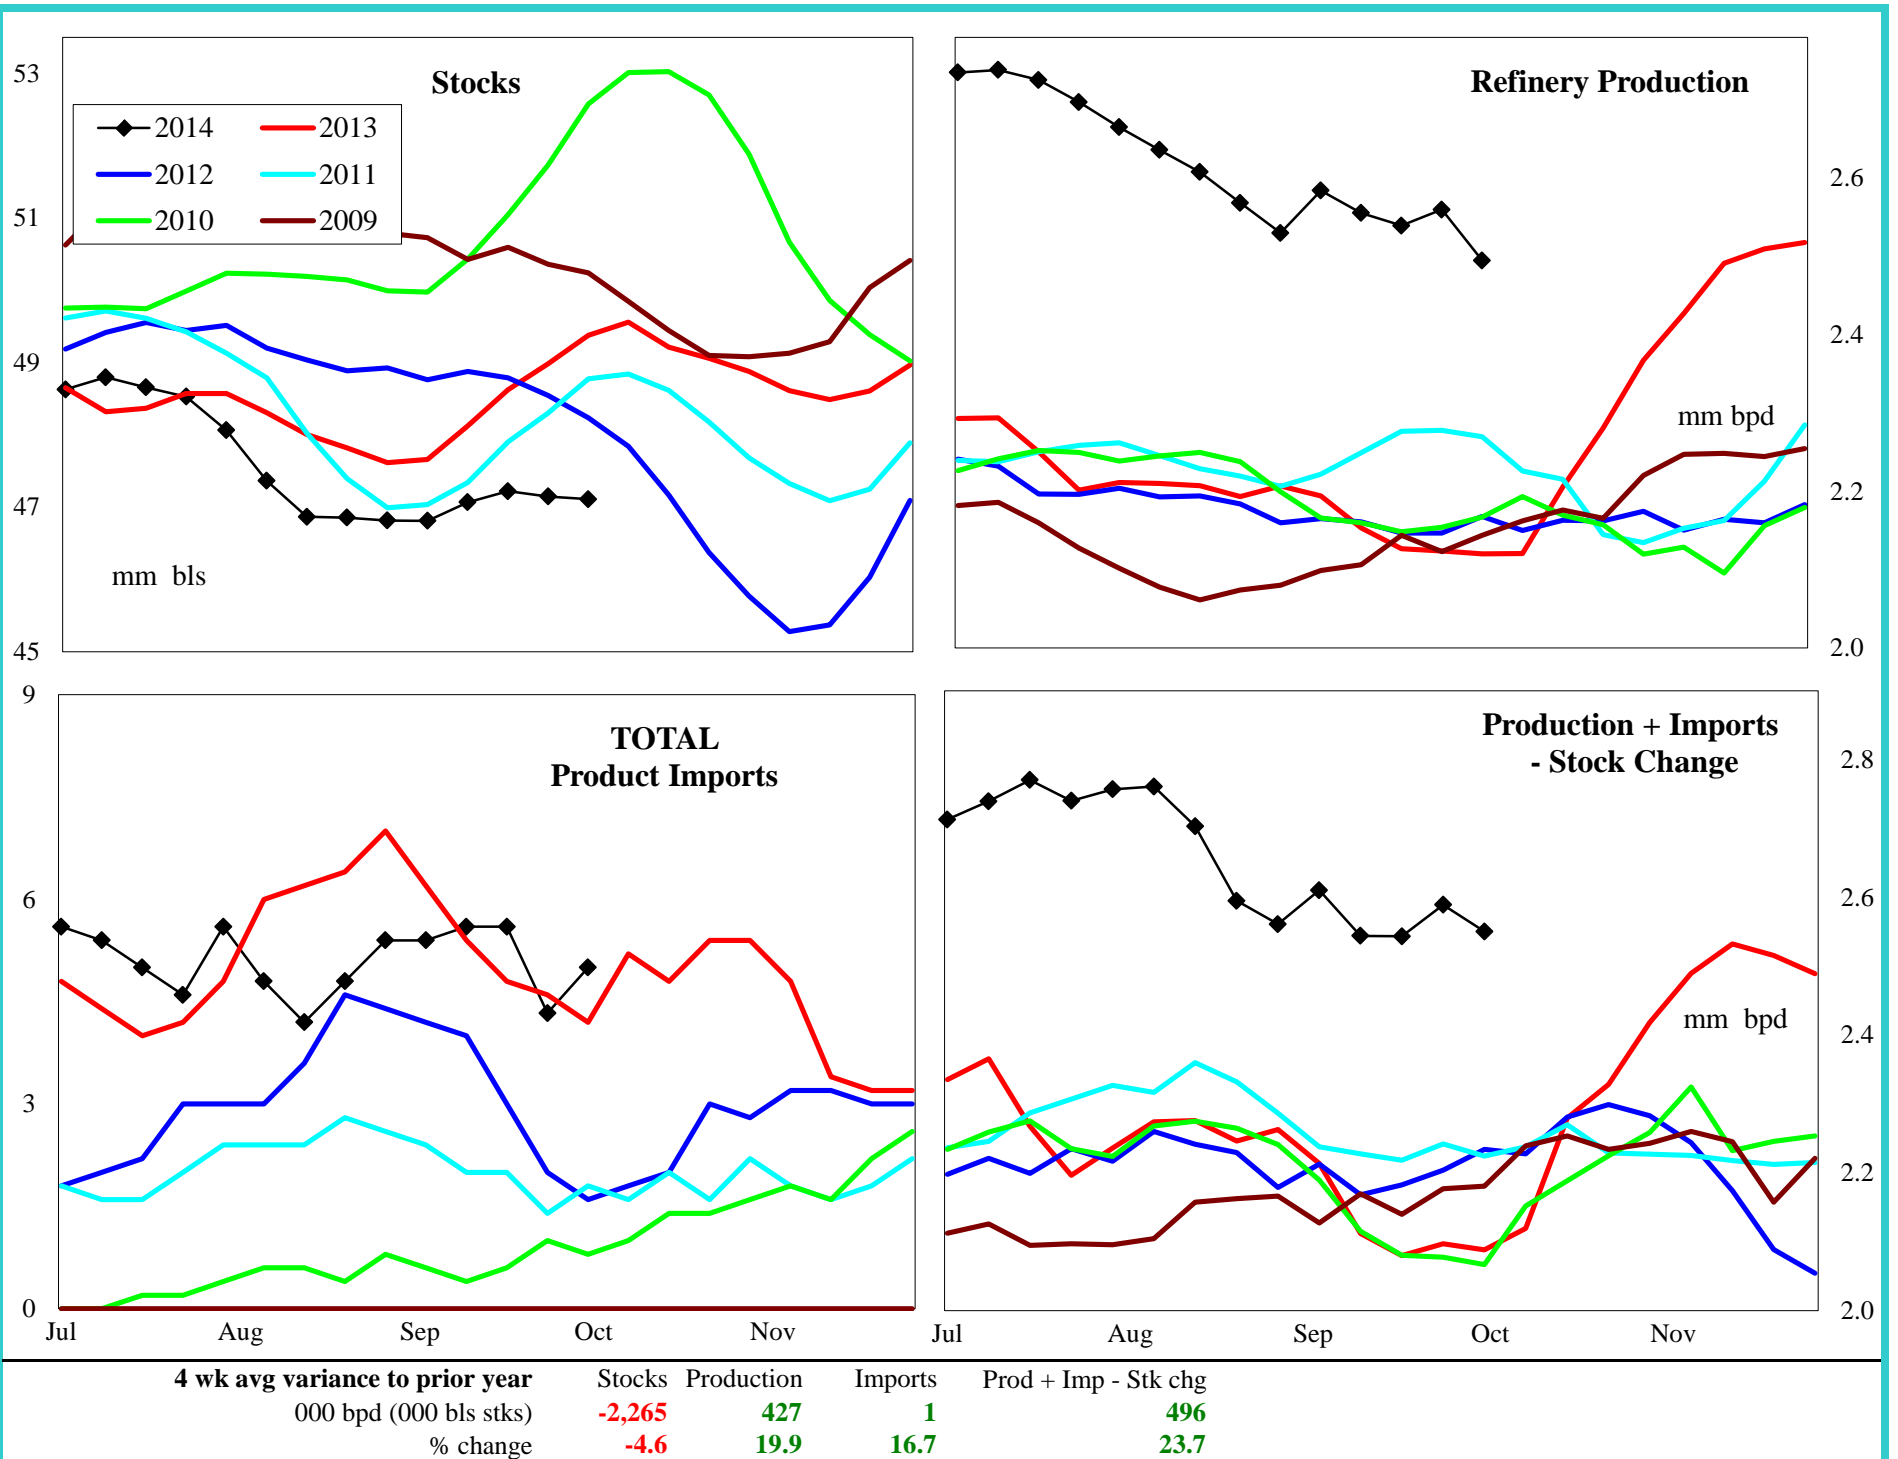 Stocks
53
51
49
47
45
2014
2013
2012
2011
2010
2009
mm bls
Refinery Production
2.6
2.4
2.2
2.0
mm bpd
TOTAL
Product Imports
9
6
3
0
Jul Aug Sep Oct Nov
Production + Imports
- Stock Change
2.8
2.6
2.4
2.2
2.0
mm bpd
Jul Aug Sep Oct Nov
4 wk avg variance to prior year Stocks Production Imports Prod + Imp - Stk chg
000 bpd (000 bls stks) -2,265 427 1 496
% change -4.6 19.9 16.7 23.7